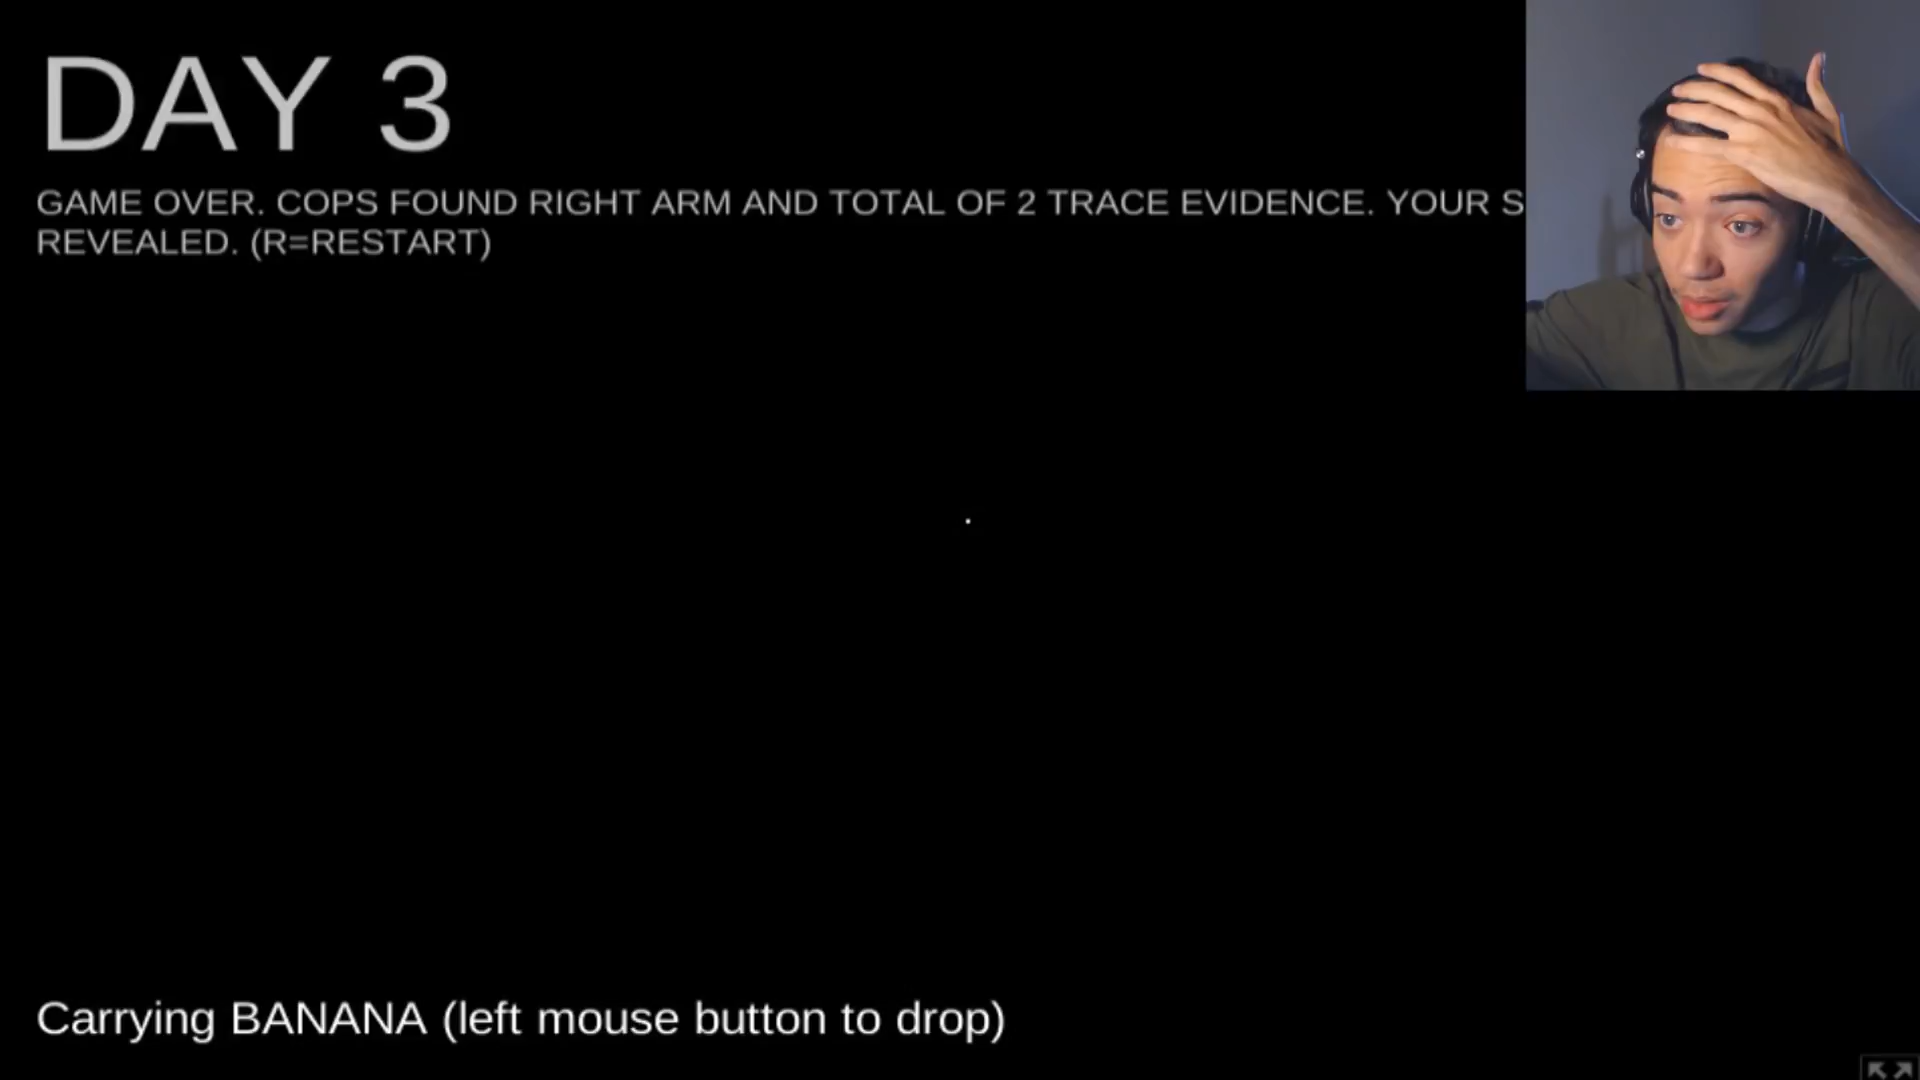 DAY 3
GAME OVER. COPS FOUND RIGHT ARM AND TOTAL OF 2 TRACE EVIDENCE. YOUR S
REVEALED. (R=RESTART)
Carrying BANANA (left mouse button to drop)